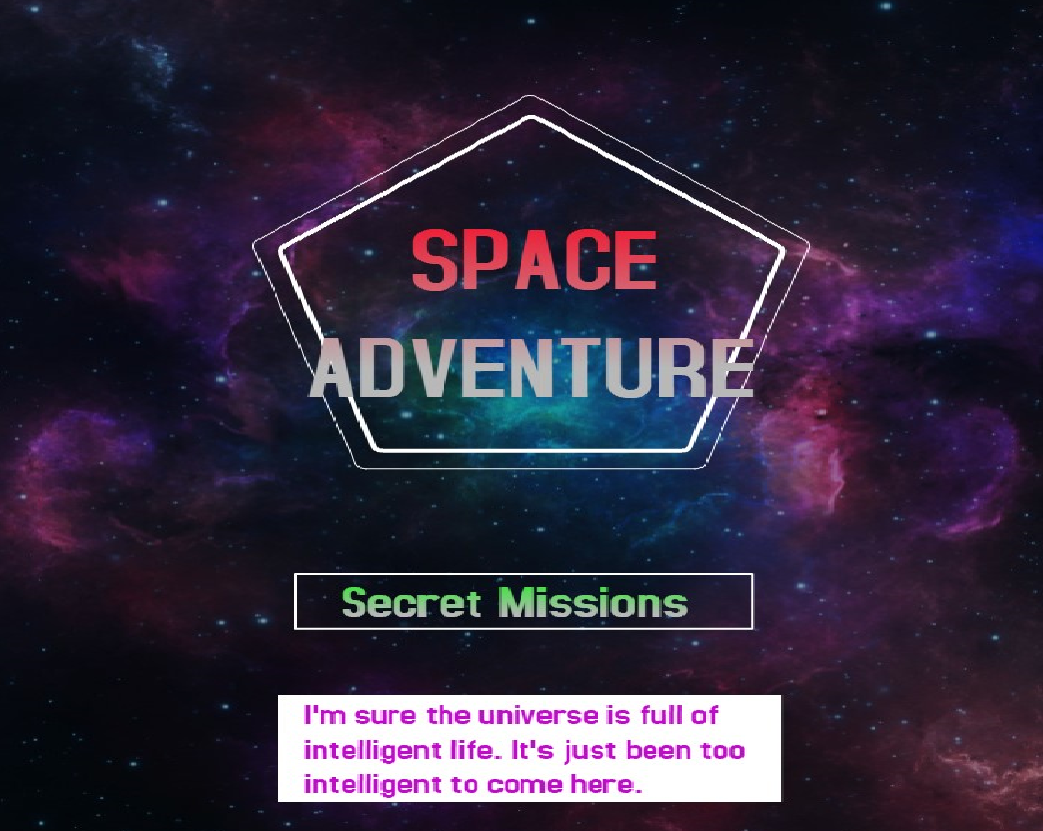 SPACE
ADVENTURE
Secret Missions
I'm sure the universe is full of
intelligent life. It's just been too
intelligent to come here.